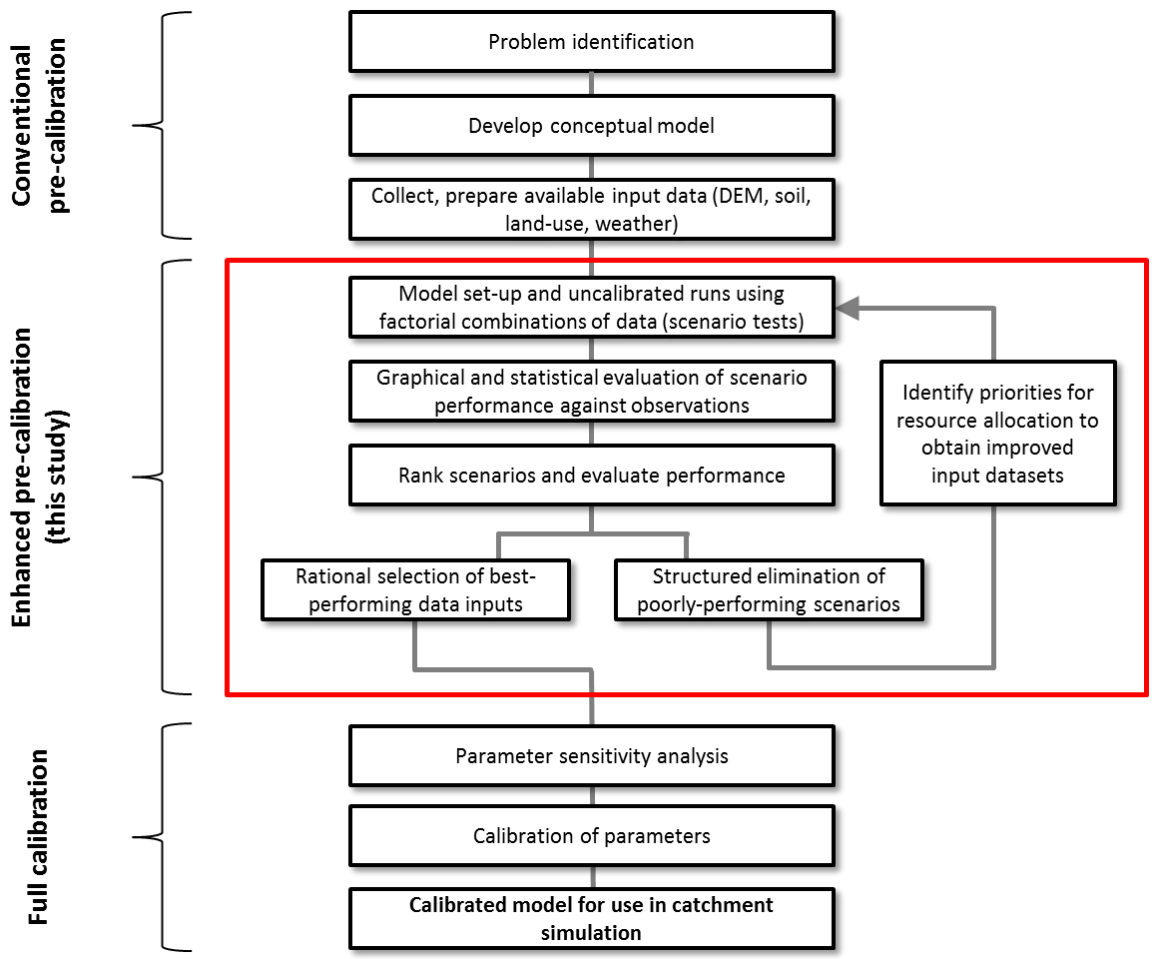 Conventional
pre-calibration
Problem identification
Develop conceptual model
Collect, prepare available input data (DEM, soil,
land-use, weather)
Enhanced pre-calibration
(this study)
Model set-up and uncalibrated runs using
factorial combinations of data (scenario tests)
Graphical and statistical evaluation of scenario
performance against observations
Rank scenarios and evaluate performance
Identify priorities for
resource allocation to
obtain improved
input datasets
Rational selection of best-
performing data inputs
Structured elimination of
poorly-performing scenarios
Full calibration
Parameter sensitivity analysis
Calibration of parameters
Calibrated model for use in catchment
simulation